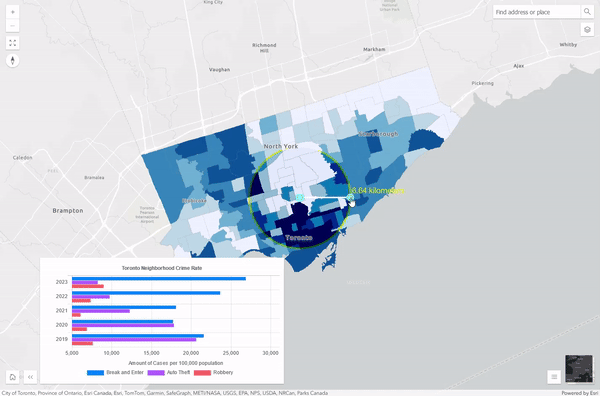 King City
Find address or place
Richmond
Hill
Markham
Whitby
Vaughan
Ajax
Pickering
Scarborough
North York
Caledon
Bramalea
Brampton
Toronto
Pearson
International
Airport
6.64 kilometers
Toronto
Toronto Neighborhood Crime Rate
2023
2022
2021
2020
2019
5,000 10,000 15,000 20,000 25,000 30,000
Amount of Cases per 100,000 population
Break and Enter Auto Theft Robbery
City of Toronto, Province of Ontario, Esri Canada, Esri, TomTom, Garmin, SafeGraph, METI/NASA, USGS, EPA, NPS, USDA, NRCan, Parks Canada
Powered by Esri